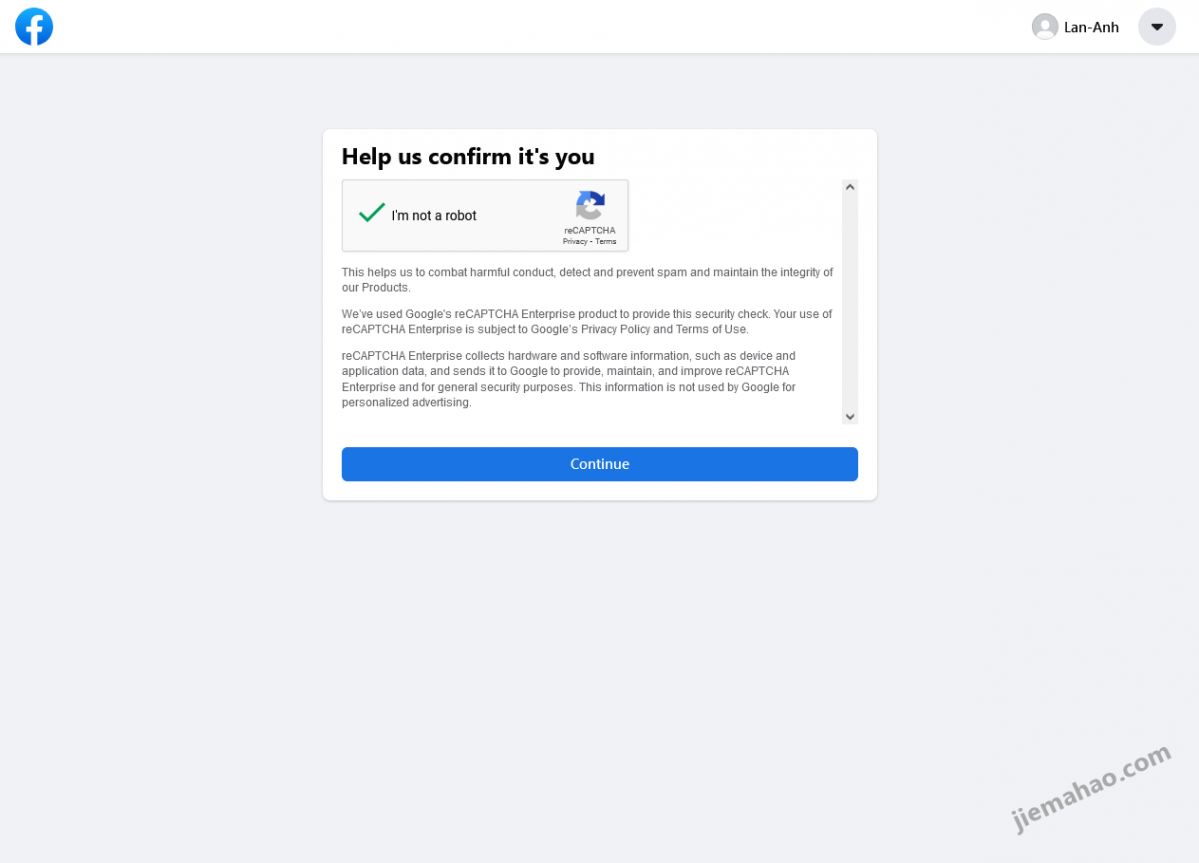 Lan-Anh
Help us confirm it's you
I'm not a robot
reCAPTCHA
Privacy - Terms
This helps us to combat harmful conduct, detect and prevent spam and maintain the integrity of
our Products.
We've used Google's reCAPTCHA Enterprise product to provide this security check. Your use of
reCAPTCHA Enterprise is subject to Google's Privacy Policy and Terms of Use.
reCAPTCHA Enterprise collects hardware and software information, such as device and
application data, and sends it to Google to provide, maintain, and improve reCAPTCHA
Enterprise and for general security purposes. This information is not used by Google for
personalized advertising.
Continue
jiemahao.com